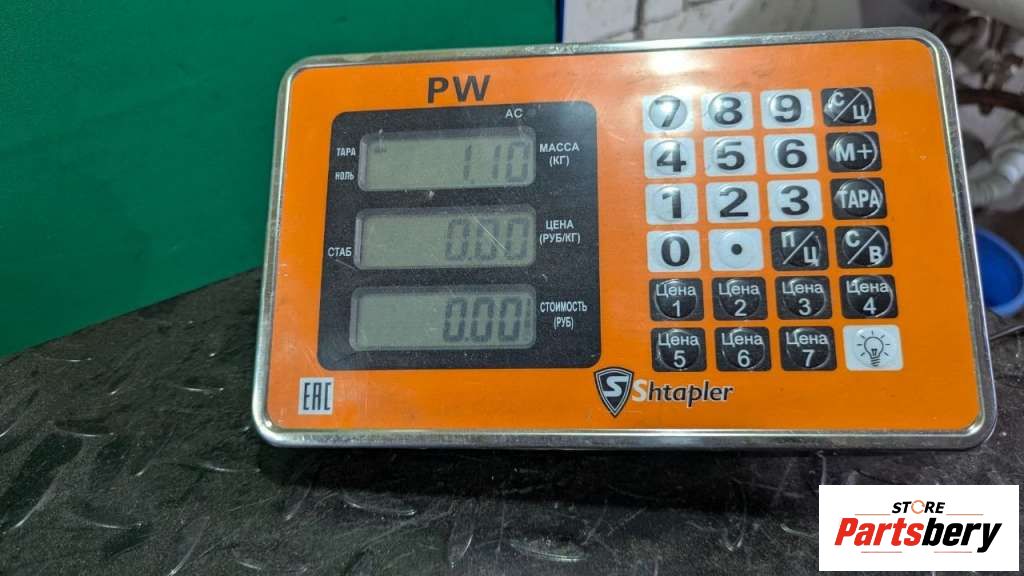 PW
AC
ТАРА
НОЛЬ
1.10
МАССА
(КГ)
СТАБ
0.00
ЦЕНА
(РУБ/КГ)
0.00
СТОИМОСТЬ
(РУБ)
7 8 9 С/Ц
4 5 6 М+
1 2 3 ТАРА
0 • П/Ц С/В
Цена 1 Цена 2 Цена 3 Цена 4
Цена 5 Цена 6 Цена 7
EAC
S Shtapler
STORE
Partsbery